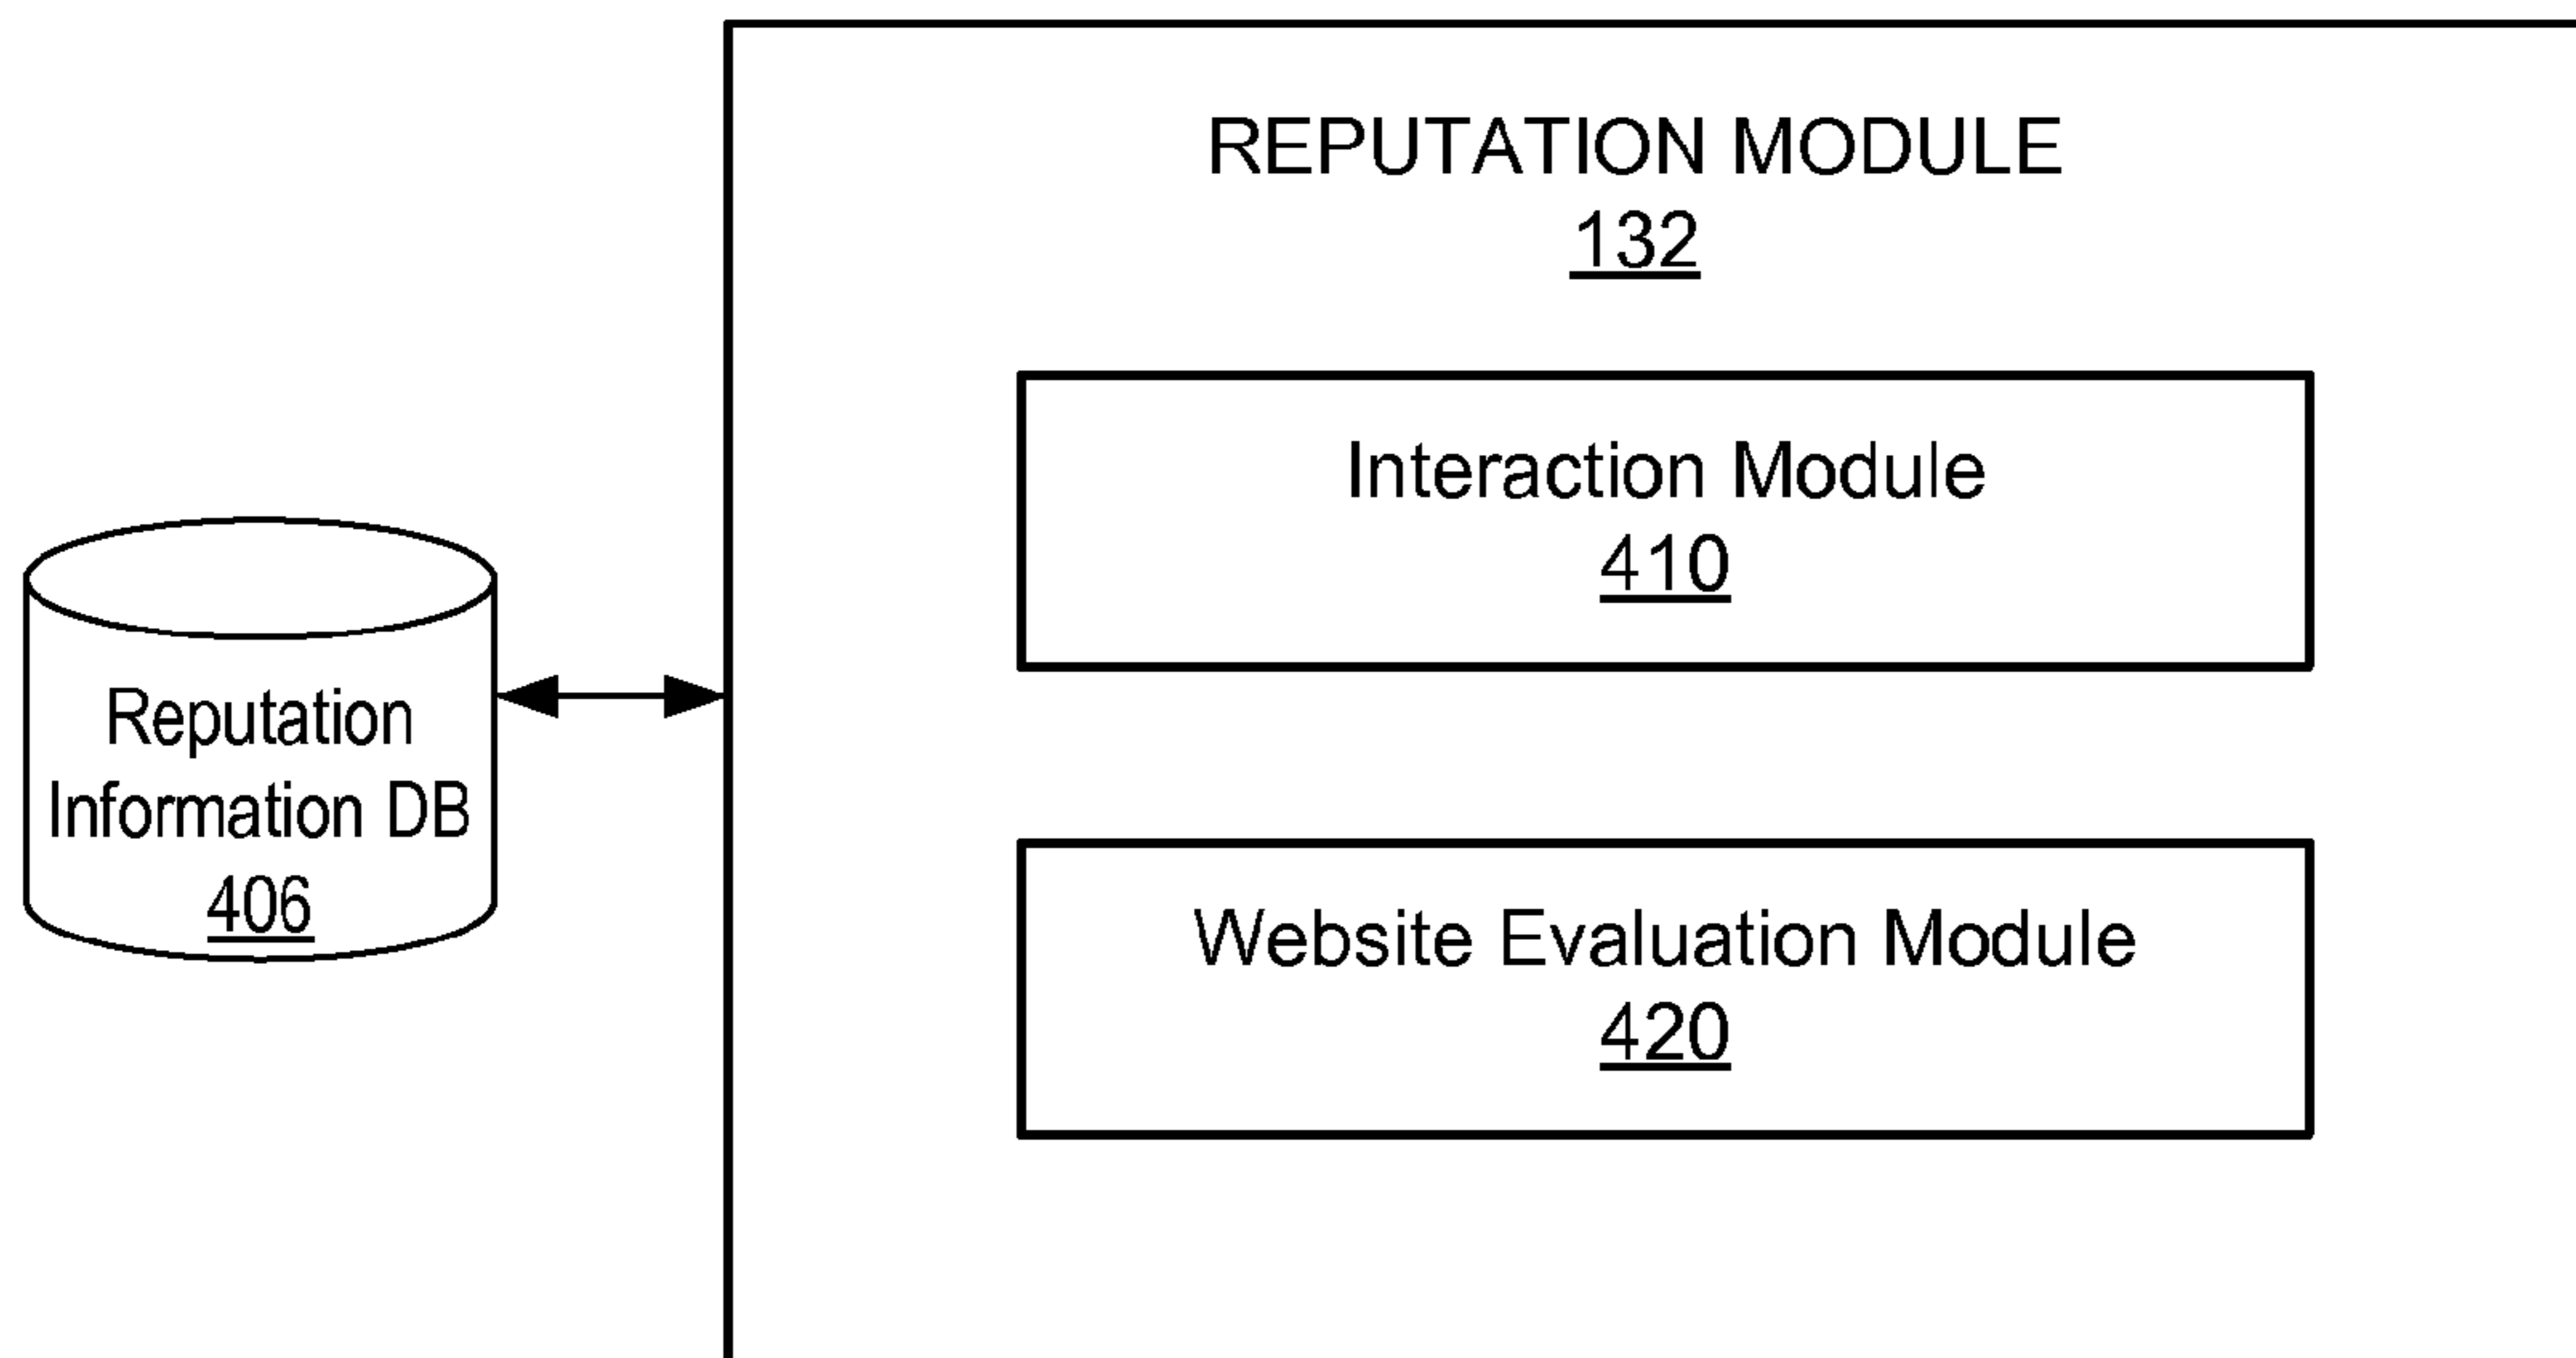 REPUTATION MODULE
132
Interaction Module
410
Reputation
Information DB
406
Website Evaluation Module
420